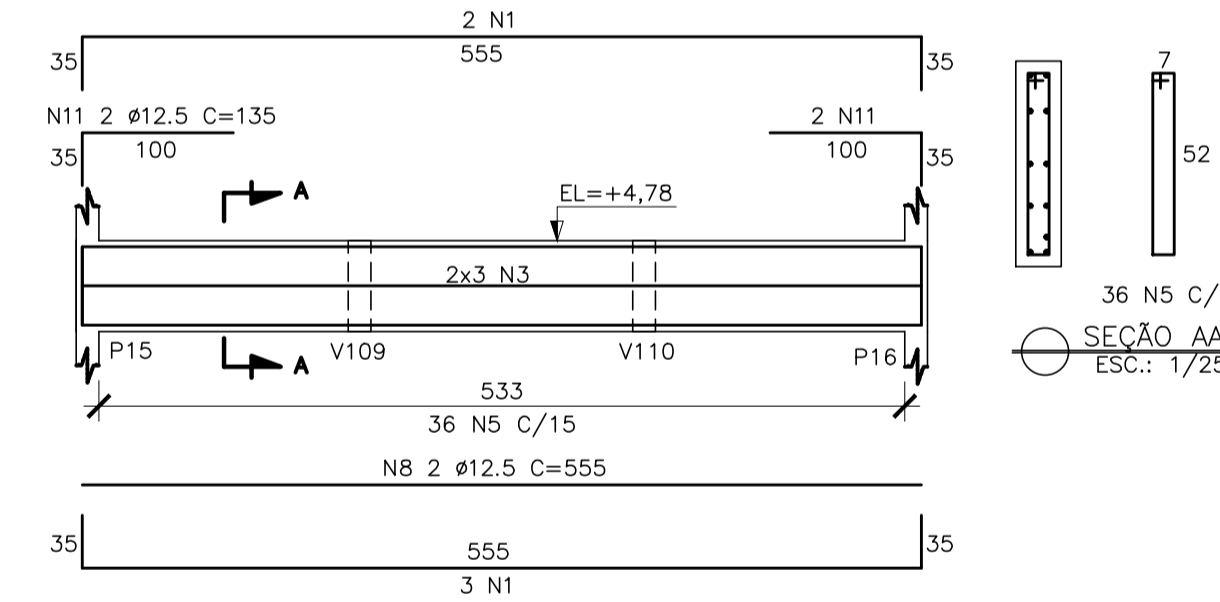 2 N1
35 555 35
N11 2 ø12.5 C=135
2 N11
35 100
100 35
A
EL=+4,78
2x3 N3
P15 V109 V110 P16
A
533
36 N5 C/15
N8 2 ø12.5 C=555
35 555 35
3 N1
7
52
36 N5 C/
SEÇÃO AA
ESC.: 1/25